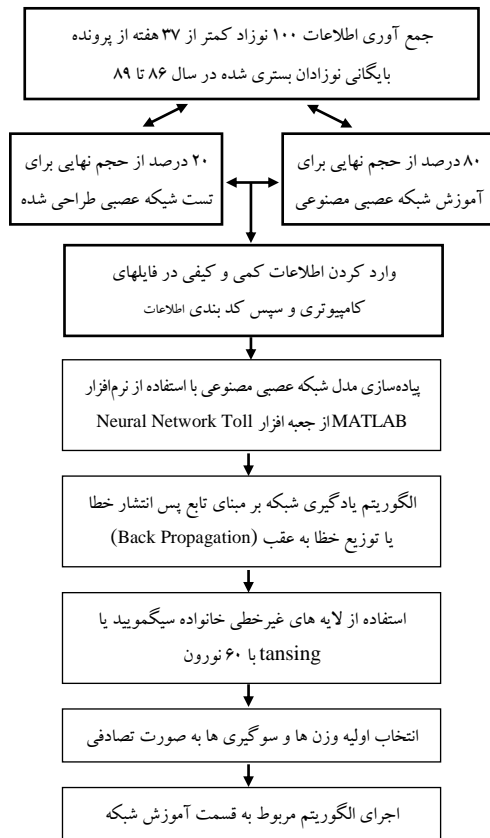 جمع آوری اطلاعات ۱۰۰ نوزاد کمتر از ۳۷ هفته از پرونده
بایگانی نوزادان بستری شده در سال ۸۶ تا ۸۹
۸۰ درصد از حجم نهایی برای
آموزش شبکه عصبی مصنوعی
۲۰ درصد از حجم نهایی برای
تست شبکه عصبی طراحی شده
وارد کردن اطلاعات کمی و کیفی در فایلهای
کامپیوتری و سپس کد بندی اطلاعات
پیاده‌سازی مدل شبکه عصبی مصنوعی با استفاده از نرم‌افزار
MATLAB از جعبه افزار Neural Network Toll
الگوریتم یادگیری شبکه بر مبنای تابع پس انتشار خطا
یا توزیع خظا به عقب (Back Propagation)
استفاده از لایه های غیرخطی خانواده سیگمویید یا
tansing با ۶۰ نورون
انتخاب اولیه وزن ها و سوگیری ها به صورت تصادفی
اجرای الگوریتم مربوط به قسمت آموزش شبکه